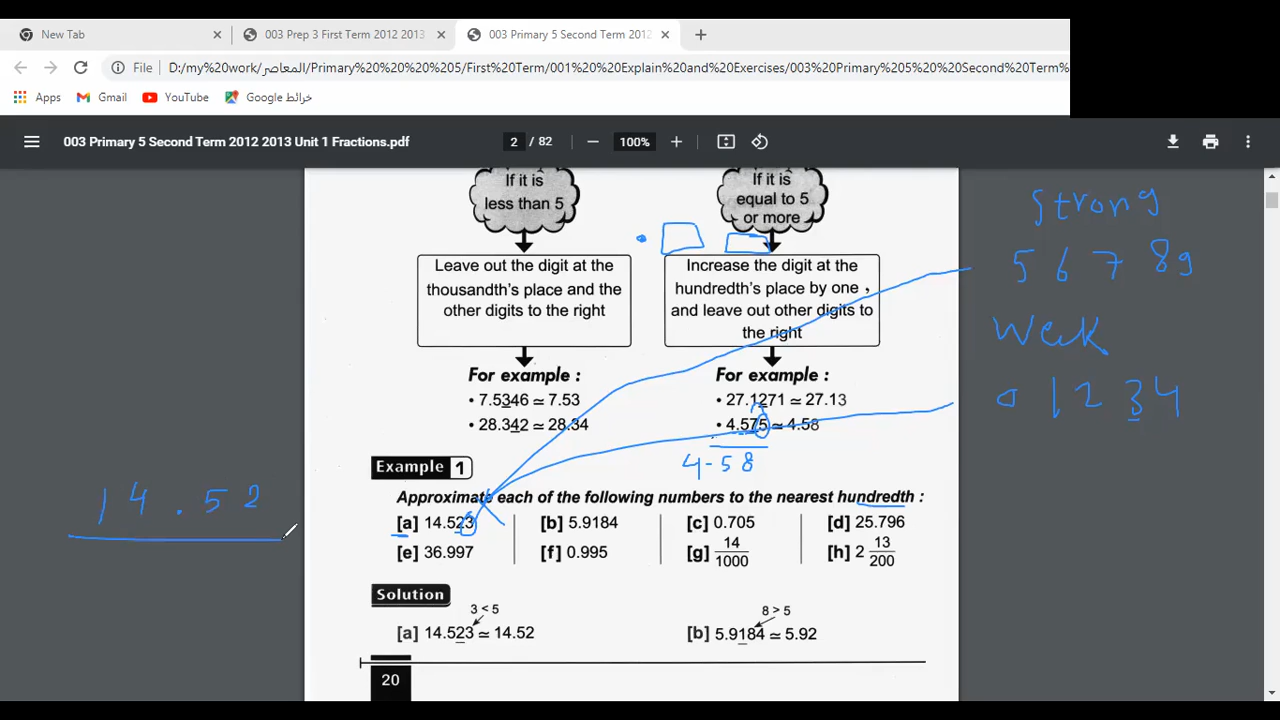 New Tab
003 Prep 3 First Term 2012 2013
003 Primary 5 Second Term 2012
File
D:/my%20work/المعاصر/Primary%20%20%20%205/First%20Term/001%20%20Explain%20and%20Exercises/003%20Primary%205%20%20Second%20Term%
Apps
Gmail
YouTube
خرائط Google
003 Primary 5 Second Term 2012 2013 Unit 1 Fractions.pdf
2 / 82
100%
If it is
less than 5
If it is
equal to 5
or more
Leave out the digit at the
thousandth's place and the
other digits to the right
Increase the digit at the
hundredth's place by one ,
and leave out other digits to
the right
For example :
• 7.5346 ≃ 7.53
• 28.342 ≃ 28.34
For example :
• 27.1271 ≃ 27.13
• 4.575 ≃ 4.58
4-58
Strong
5 6 7 8 9
Weak
0 1 2 3 4
14.52
Example 1
Approximate each of the following numbers to the nearest hundredth :
[a] 14.523
[b] 5.9184
[c] 0.705
[d] 25.796
[e] 36.997
[f] 0.995
[g] 14/1000
[h] 2 13/200
Solution
3 < 5
[a] 14.523 ≃ 14.52
8 > 5
[b] 5.9184 ≃ 5.92
20